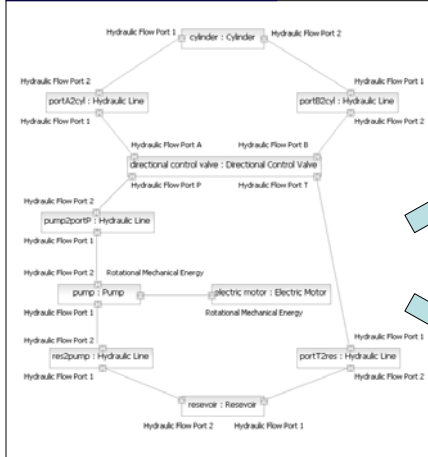 Hydraulic Flow Port 1
cylinder : Cylinder
Hydraulic Flow Port 2
Hydraulic Flow Port 2
Hydraulic Flow Port 1
portA2cyl : Hydraulic Line
portB2cyl : Hydraulic Line
Hydraulic Flow Port 1
Hydraulic Flow Port 2
Hydraulic Flow Port A
Hydraulic Flow Port B
directional control valve : Directional Control Valve
Hydraulic Flow Port P
Hydraulic Flow Port T
Hydraulic Flow Port 2
pump2portP : Hydraulic Line
Hydraulic Flow Port 1
Hydraulic Flow Port 2
Rotational Mechanical Energy
pump : Pump
electric motor : Electric Motor
Hydraulic Flow Port 1
Rotational Mechanical Energy
Hydraulic Flow Port 2
Hydraulic Flow Port 1
res2pump : Hydraulic Line
portT2res : Hydraulic Line
Hydraulic Flow Port 1
Hydraulic Flow Port 2
resevoir : Resevoir
Hydraulic Flow Port 2
Hydraulic Flow Port 1